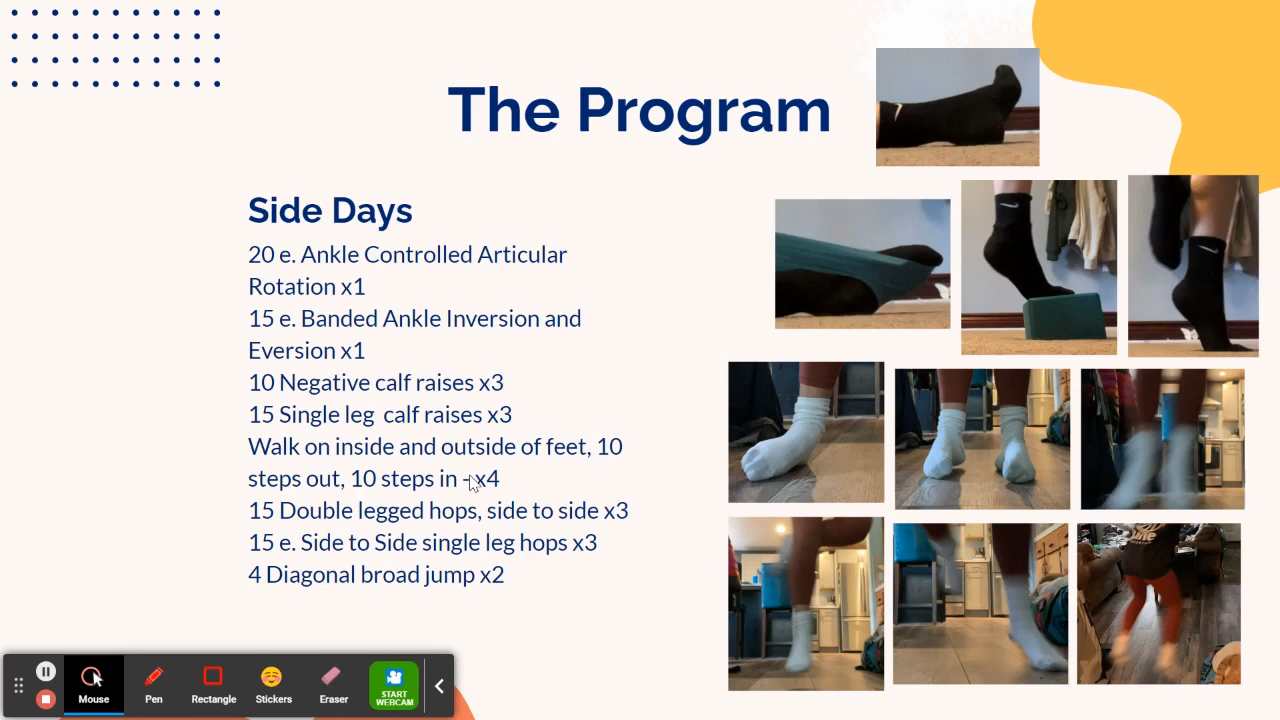 The Program
Side Days
20 e. Ankle Controlled Articular
Rotation x1
15 e. Banded Ankle Inversion and
Eversion x1
10 Negative calf raises x3
15 Single leg  calf raises x3
Walk on inside and outside of feet, 10
steps out, 10 steps in - x4
15 Double legged hops, side to side x3
15 e. Side to Side single leg hops x3
4 Diagonal broad jump x2
Mouse
Pen
Rectangle
Stickers
Eraser
START
WEBCAM